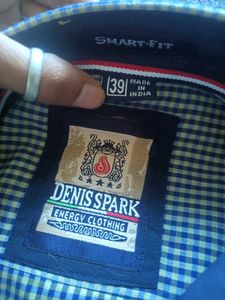 SMART-FIT
39
MADE
IN
INDIA
DENIS SPARK
ENERGY CLOTHING